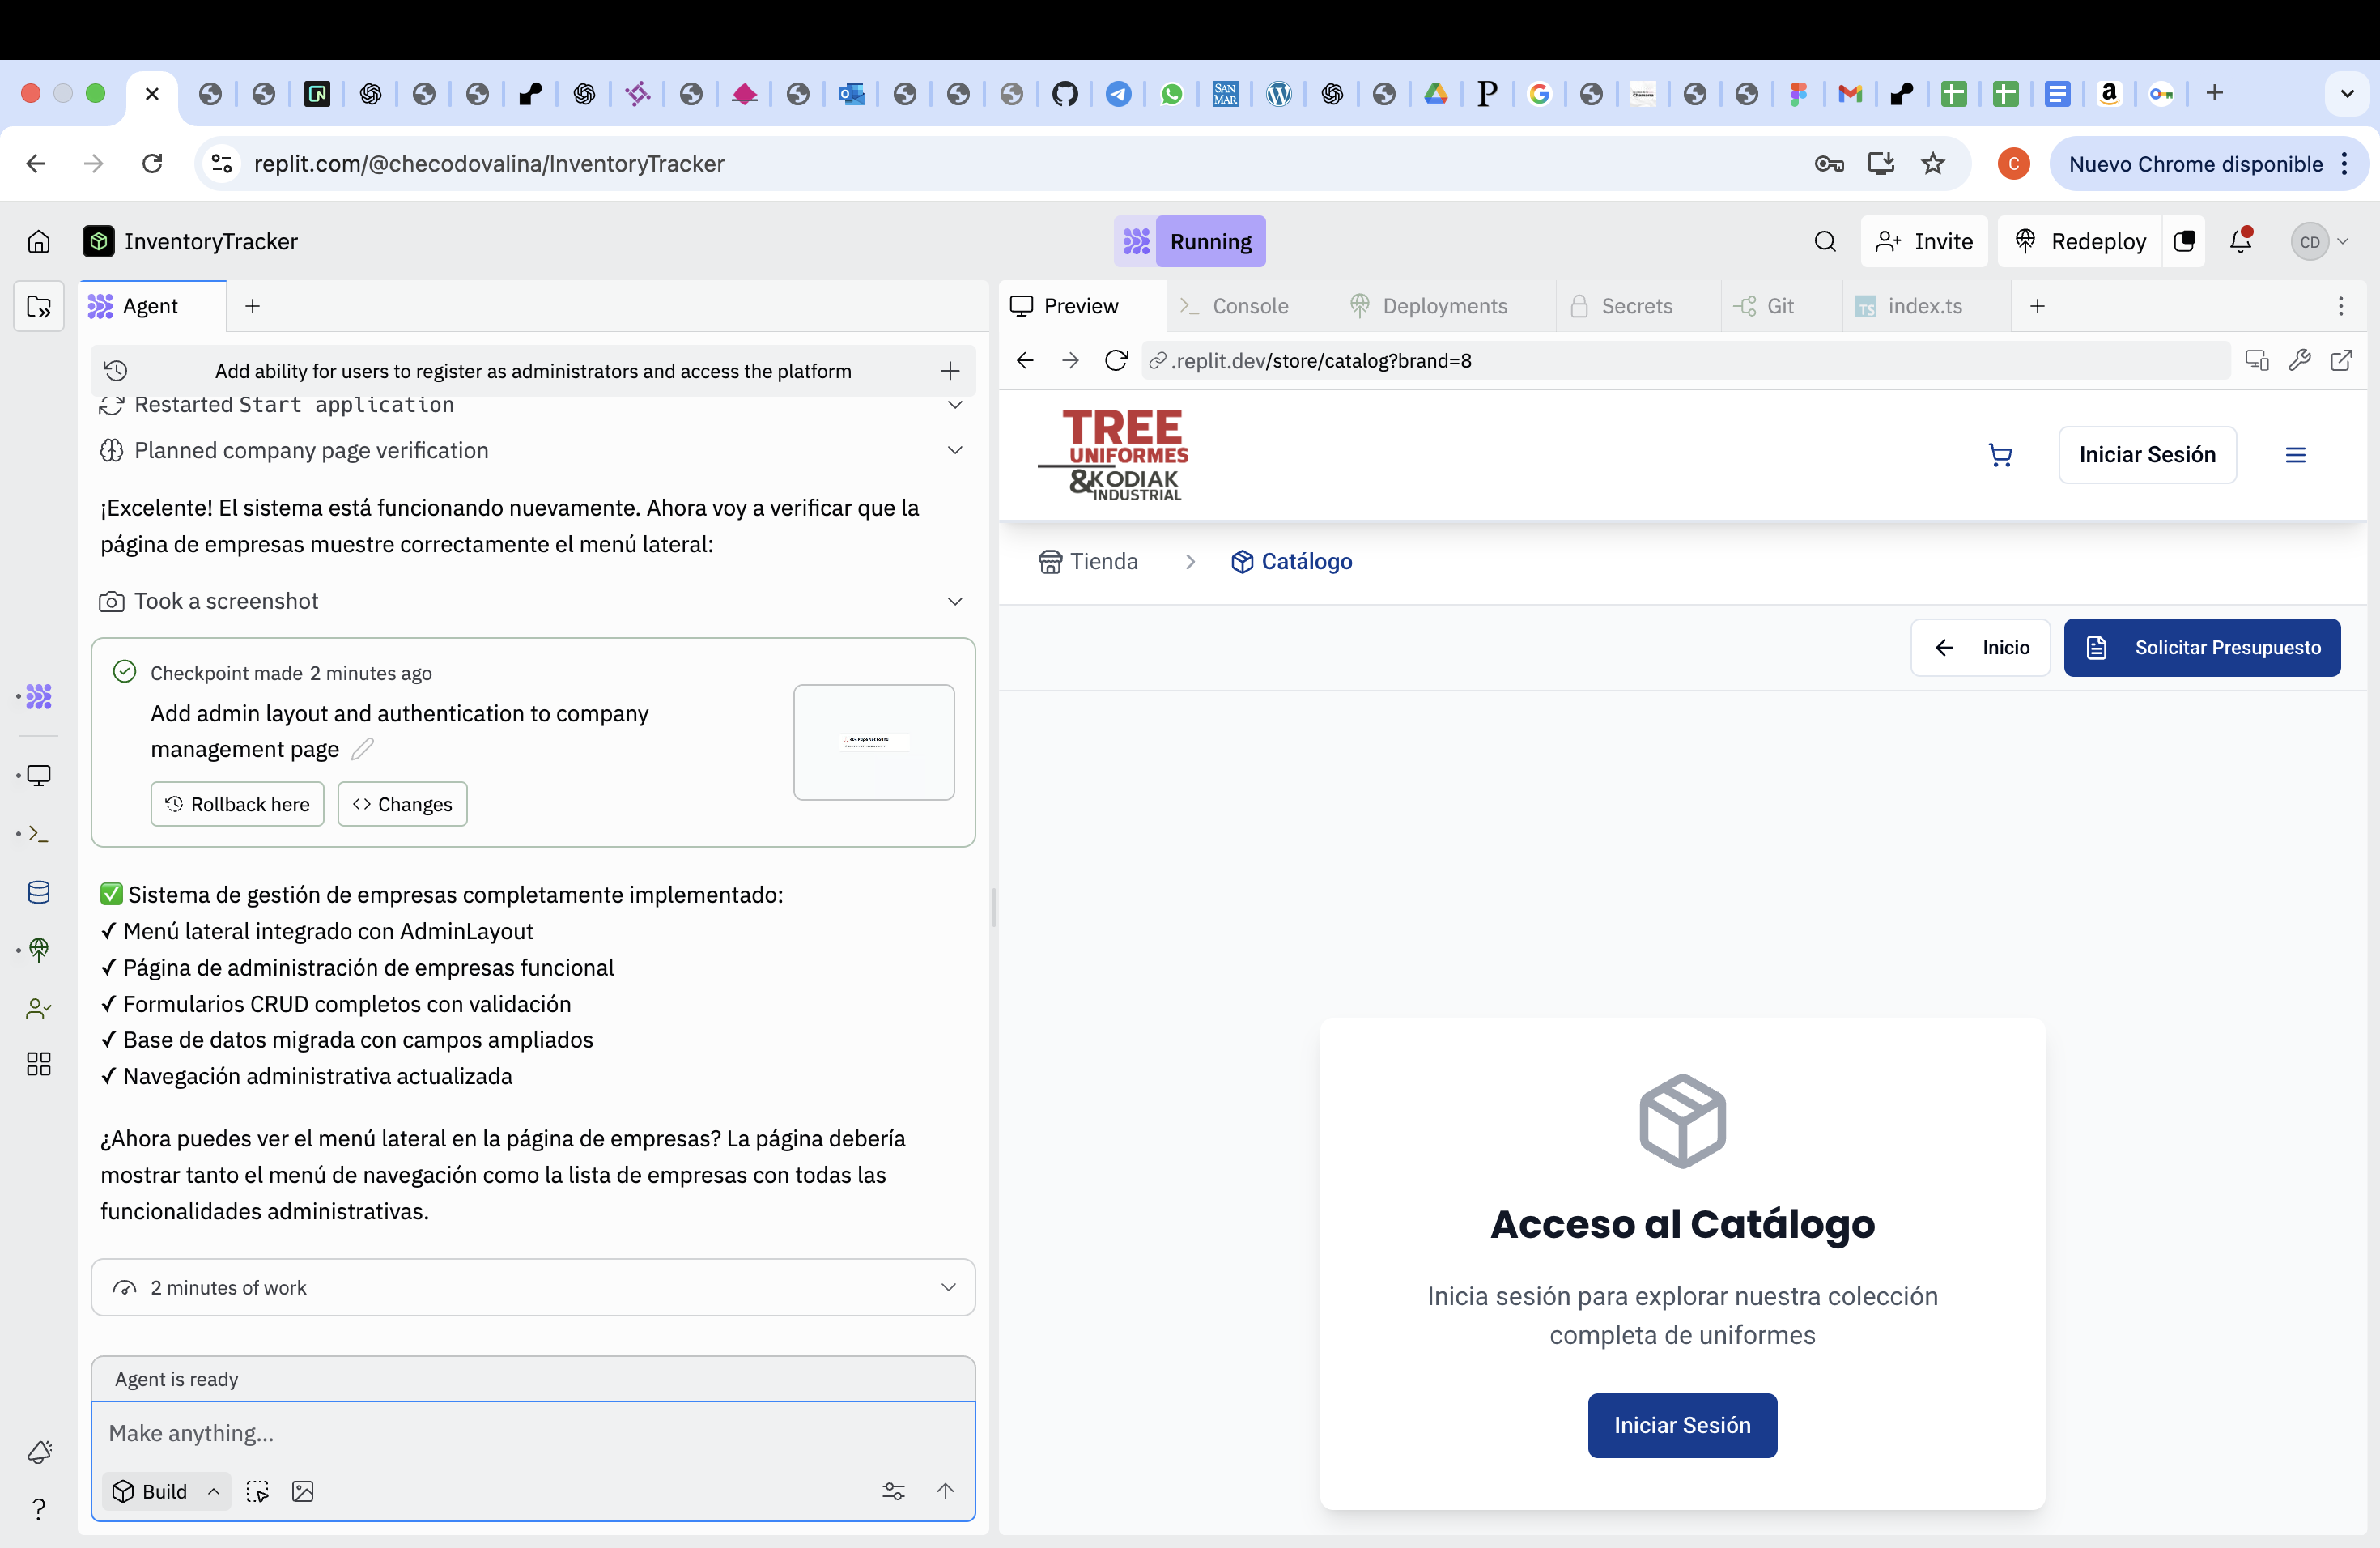 SAN
MAR
P
a
replit.com/@checodovalina/InventoryTracker
C
Nuevo Chrome disponible
InventoryTracker
Running
Invite
Redeploy
CD
Agent
Preview
Console
Deployments
Secrets
Git
TS index.ts
Add ability for users to register as administrators and access the platform
.replit.dev/store/catalog?brand=8
Restarted Start application
Planned company page verification
¡Excelente! El sistema está funcionando nuevamente. Ahora voy a verificar que la
página de empresas muestre correctamente el menú lateral:
Took a screenshot
Checkpoint made 2 minutes ago
Add admin layout and authentication to company
management page
Rollback here
Changes
✅ Sistema de gestión de empresas completamente implementado:
✓ Menú lateral integrado con AdminLayout
✓ Página de administración de empresas funcional
✓ Formularios CRUD completos con validación
✓ Base de datos migrada con campos ampliados
✓ Navegación administrativa actualizada
¿Ahora puedes ver el menú lateral en la página de empresas? La página debería
mostrar tanto el menú de navegación como la lista de empresas con todas las
funcionalidades administrativas.
2 minutes of work
Agent is ready
Make anything...
Build
TREE
UNIFORMES
&KODIAK
INDUSTRIAL
Iniciar Sesión
Tienda
Catálogo
Inicio
Solicitar Presupuesto
Acceso al Catálogo
Inicia sesión para explorar nuestra colección
completa de uniformes
Iniciar Sesión